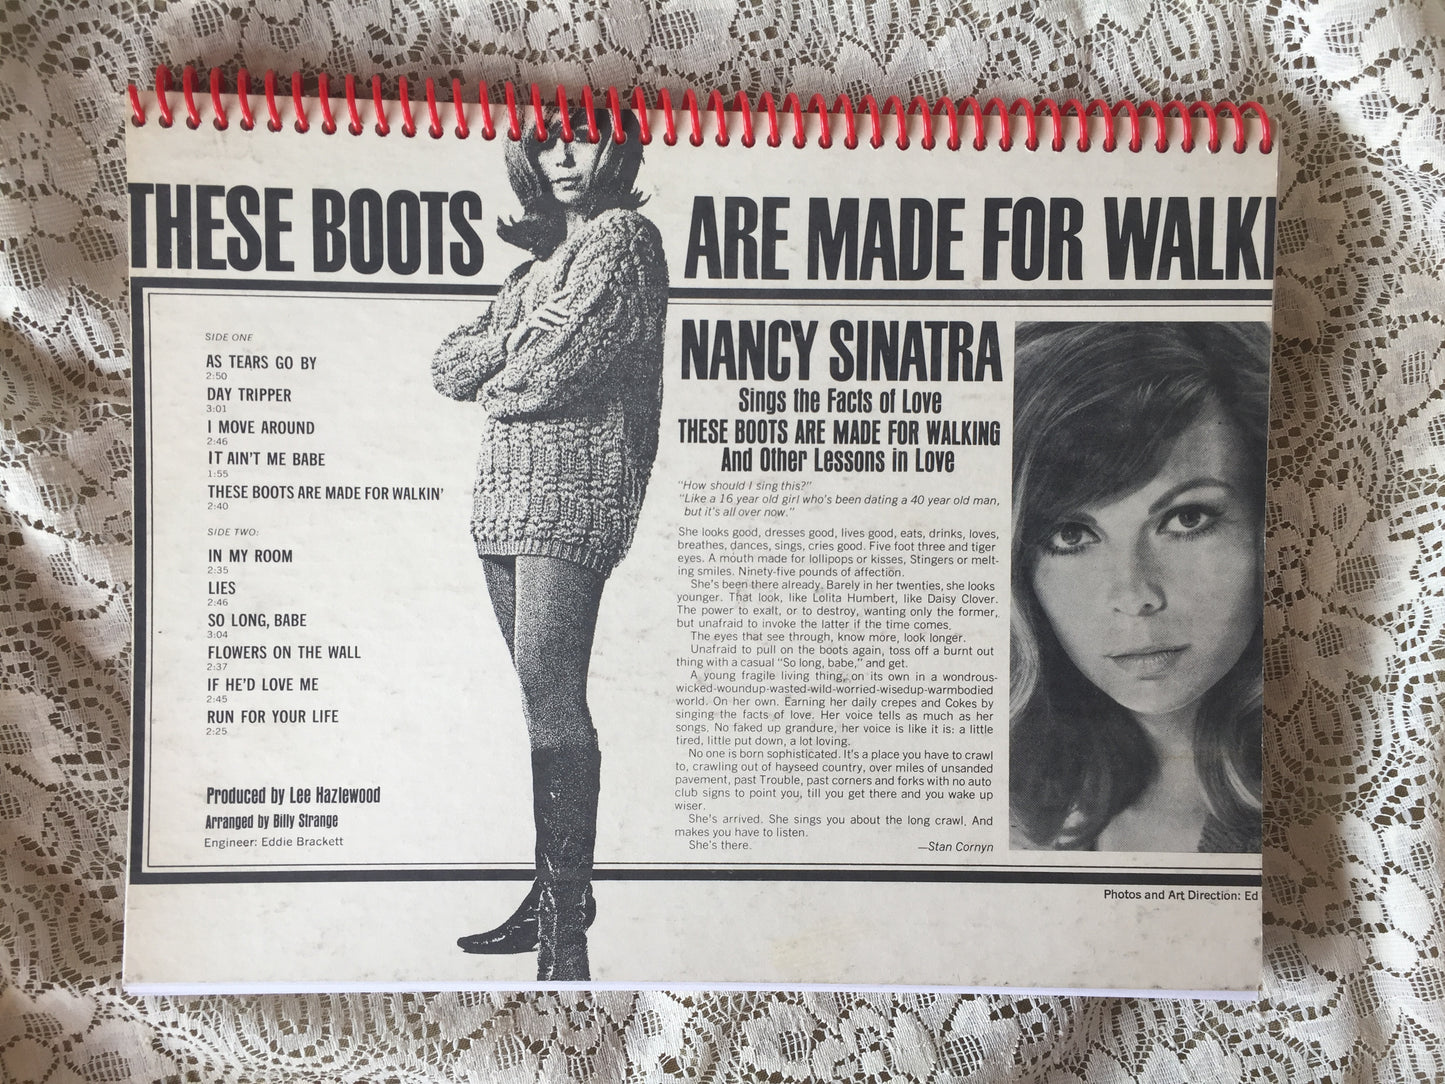 THESE BOOTS ARE MADE FOR WALKI
SIDE ONE
AS TEARS GO BY
2:50
DAY TRIPPER
3:01
I MOVE AROUND
2:46
IT AIN'T ME BABE
1:55
THESE BOOTS ARE MADE FOR WALKIN'
2:40
SIDE TWO:
IN MY ROOM
2:35
LIES
2:46
SO LONG, BABE
3:04
FLOWERS ON THE WALL
2:37
IF HE'D LOVE ME
2:45
RUN FOR YOUR LIFE
2:25
Produced by Lee Hazlewood
Arranged by Billy Strange
Engineer: Eddie Brackett
NANCY SINATRA
Sings the Facts of Love
THESE BOOTS ARE MADE FOR WALKING
And Other Lessons in Love
"How should I sing this?"
"Like a 16 year old girl who's been dating a 40 year old man,
but it's all over now."
She looks good, dresses good, lives good, eats, drinks, loves,
breathes, dances, sings, cries good. Five foot three and tiger
eyes. A mouth made for lollipops or kisses, Stingers or melt-
ing smiles. Ninety-five pounds of affection.
She's been there already. Barely in her twenties, she looks
younger. That look, like Lolita Humbert, like Daisy Clover.
The power to exalt, or to destroy, wanting only the former,
but unafraid to invoke the latter if the time comes.
The eyes that see through, know more, look longer.
Unafraid to pull on the boots again, toss off a burnt out
thing with a casual "So long, babe," and get.
A young fragile living thing, on its own in a wondrous-
wicked-woundup-wasted-wild-worried-wisedup-warmbodied
world. On her own. Earning her daily crepes and Cokes by
singing the facts of love. Her voice tells as much as her
songs. No faked up grandure, her voice is like it is: a little
tired, little put down, a lot loving.
No one is born sophisticated. It's a place you have to crawl
to, crawling out of hayseed country, over miles of unsanded
pavement, past Trouble, past corners and forks with no auto
club signs to point you, till you get there and you wake up
wiser.
She's arrived. She sings you about the long crawl. And
makes you have to listen.
She's there.
—Stan Cornyn
Photos and Art Direction: Ed